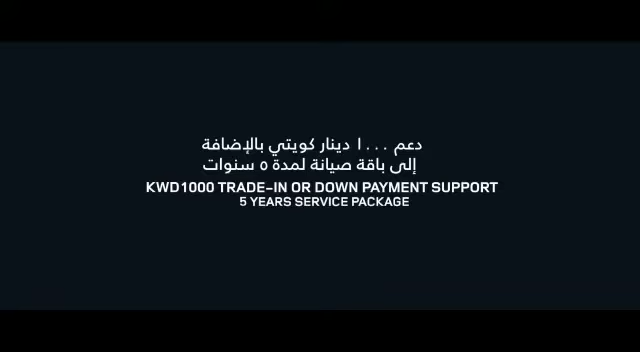 دعم ١٠٠٠ دينار كويتي بالإضافة
إلى باقة صيانة لمدة ٥ سنوات
KWD1000 TRADE-IN OR DOWN PAYMENT SUPPORT
5 YEARS SERVICE PACKAGE